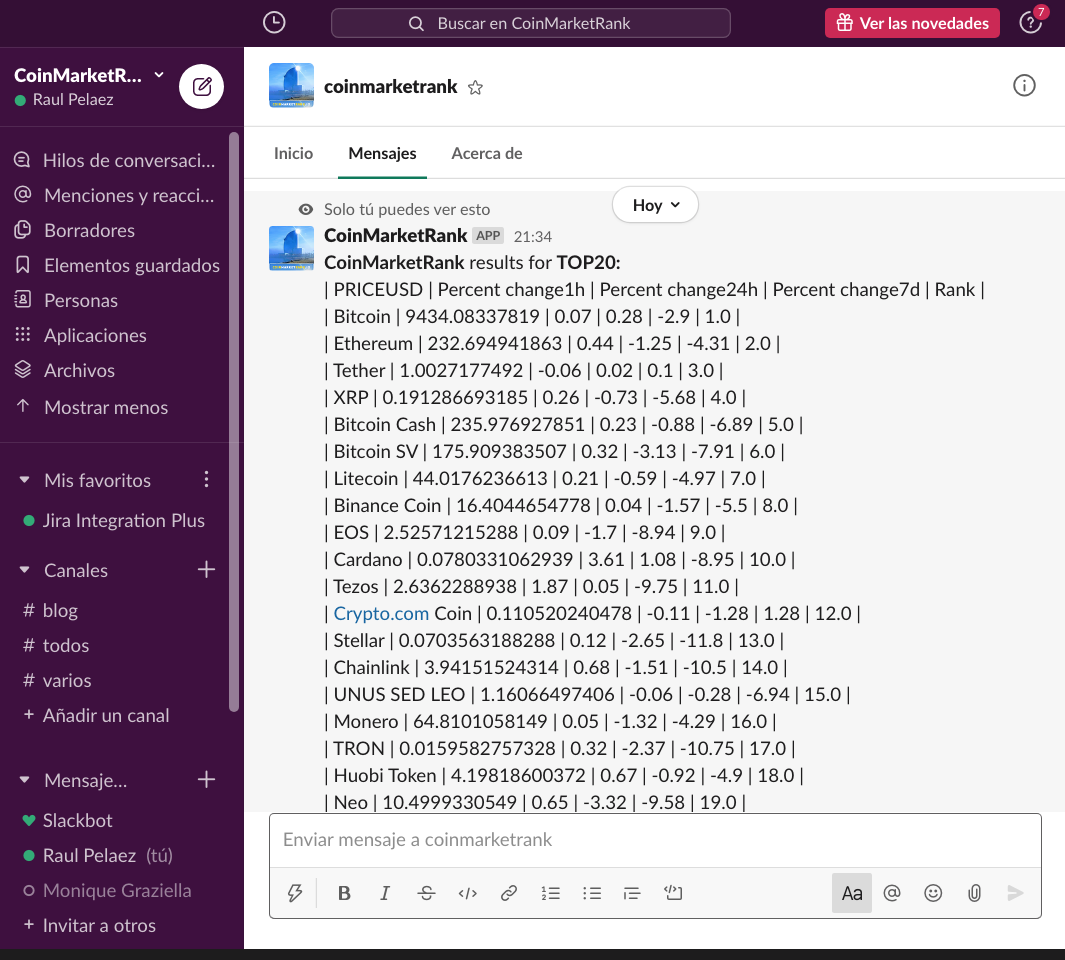 Buscar en CoinMarketRank
Ver las novedades
7
CoinMarketR...
Raul Pelaez
Hilos de conversaci...
Menciones y reacci...
Borradores
Elementos guardados
Personas
Aplicaciones
Archivos
Mostrar menos
Mis favoritos
Jira Integration Plus
Canales
# blog
# todos
# varios
+ Añadir un canal
Mensaje...
Slackbot
Raul Pelaez (tú)
Monique Graziella
+ Invitar a otros
coinmarketrank
Inicio Mensajes Acerca de
Hoy
Solo tú puedes ver esto
CoinMarketRank APP 21:34
CoinMarketRank results for TOP20:
| PRICEUSD | Percent change1h | Percent change24h | Percent change7d | Rank |
| Bitcoin | 9434.08337819 | 0.07 | 0.28 | -2.9 | 1.0 |
| Ethereum | 232.694941863 | 0.44 | -1.25 | -4.31 | 2.0 |
| Tether | 1.0027177492 | -0.06 | 0.02 | 0.1 | 3.0 |
| XRP | 0.191286693185 | 0.26 | -0.73 | -5.68 | 4.0 |
| Bitcoin Cash | 235.976927851 | 0.23 | -0.88 | -6.89 | 5.0 |
| Bitcoin SV | 175.909383507 | 0.32 | -3.13 | -7.91 | 6.0 |
| Litecoin | 44.0176236613 | 0.21 | -0.59 | -4.97 | 7.0 |
| Binance Coin | 16.4044654778 | 0.04 | -1.57 | -5.5 | 8.0 |
| EOS | 2.52571215288 | 0.09 | -1.7 | -8.94 | 9.0 |
| Cardano | 0.0780331062939 | 3.61 | 1.08 | -8.95 | 10.0 |
| Tezos | 2.6362288938 | 1.87 | 0.05 | -9.75 | 11.0 |
| Crypto.com Coin | 0.110520240478 | -0.11 | -1.28 | 1.28 | 12.0 |
| Stellar | 0.0703563188288 | 0.12 | -2.65 | -11.8 | 13.0 |
| Chainlink | 3.94151524314 | 0.68 | -1.51 | -10.5 | 14.0 |
| UNUS SED LEO | 1.16066497406 | -0.06 | -0.28 | -6.94 | 15.0 |
| Monero | 64.8101058149 | 0.05 | -1.32 | -4.29 | 16.0 |
| TRON | 0.0159582757328 | 0.32 | -2.37 | -10.75 | 17.0 |
| Huobi Token | 4.19818600372 | 0.67 | -0.92 | -4.9 | 18.0 |
| Neo | 10.4999330549 | 0.65 | -3.32 | -9.58 | 19.0 |
Enviar mensaje a coinmarketrank
B I S </> Aa @